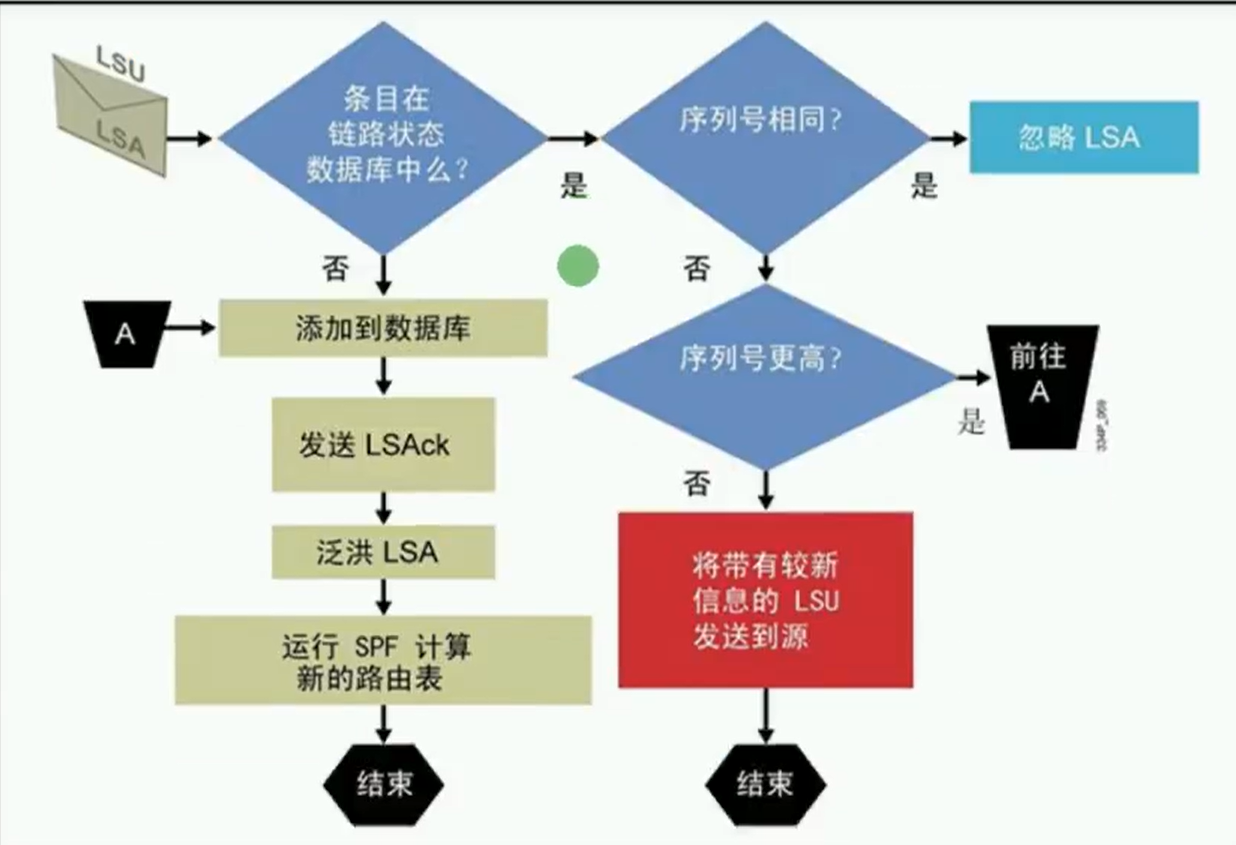 LSU
LSA
条目在
链路状态
数据库中么?
是
序列号相同?
是
忽略 LSA
否
否
A
添加到数据库
序列号更高?
前往
A
是
发送 LSAck
否
泛洪 LSA
将带有较新
信息的 LSU
发送到源
运行 SPF 计算
新的路由表
结束
结束